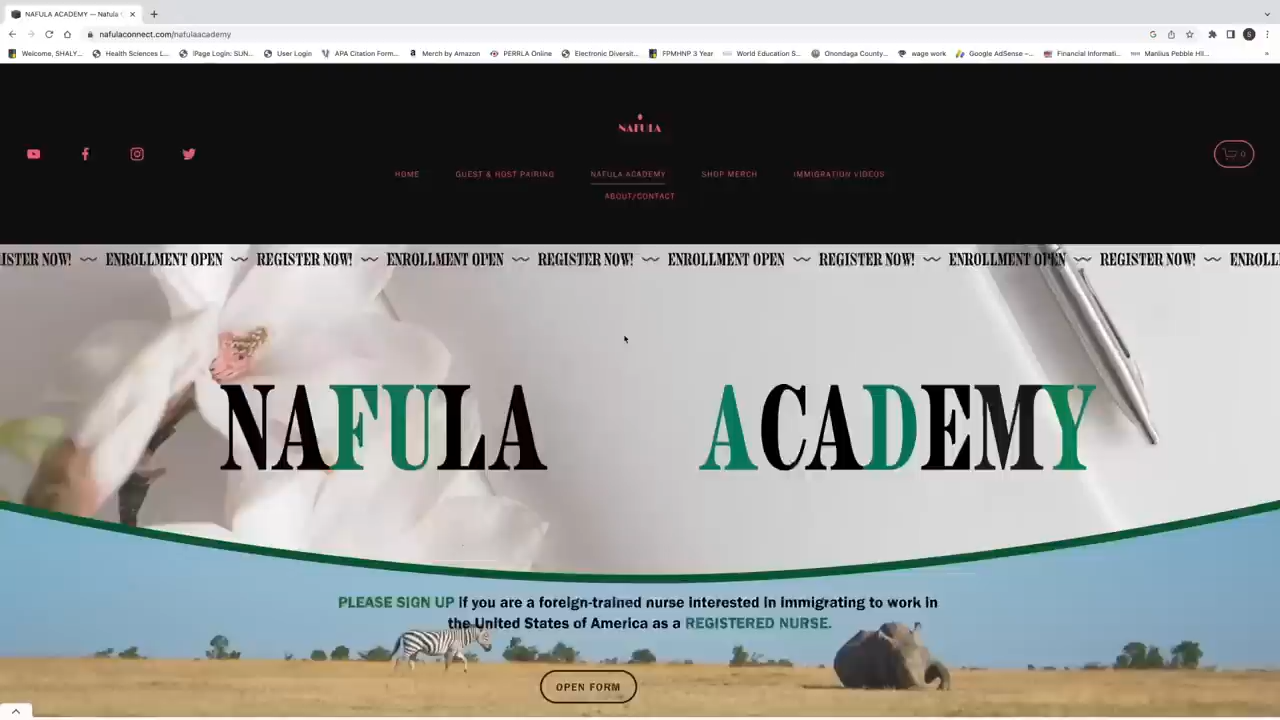 NAFULA ACADEMY — Nafula
nafulaconnect.com/nafulaacademy
Welcome, SHALY... Health Sciences L... iPage Login: SUN... User Login APA Citation Form... Merch by Amazon PERRLA Online Electronic Diversit... FPMHNP 3 Year World Education S... Onondaga County... wage work Google AdSense –... Financial Informati... Manlius Pebble Hil...
NAFULA
0
HOME GUEST & HOST PAIRING NAFULA ACADEMY SHOP MERCH IMMIGRATION VIDEOS
ABOUT/CONTACT
ISTER NOW! ENROLLMENT OPEN REGISTER NOW! ENROLLMENT OPEN REGISTER NOW! ENROLLMENT OPEN REGISTER NOW! ENROLLMENT OPEN REGISTER NOW! ENROLL
NAFULA ACADEMY
PLEASE SIGN UP if you are a foreign-trained nurse interested in immigrating to work in
the United States of America as a REGISTERED NURSE.
OPEN FORM